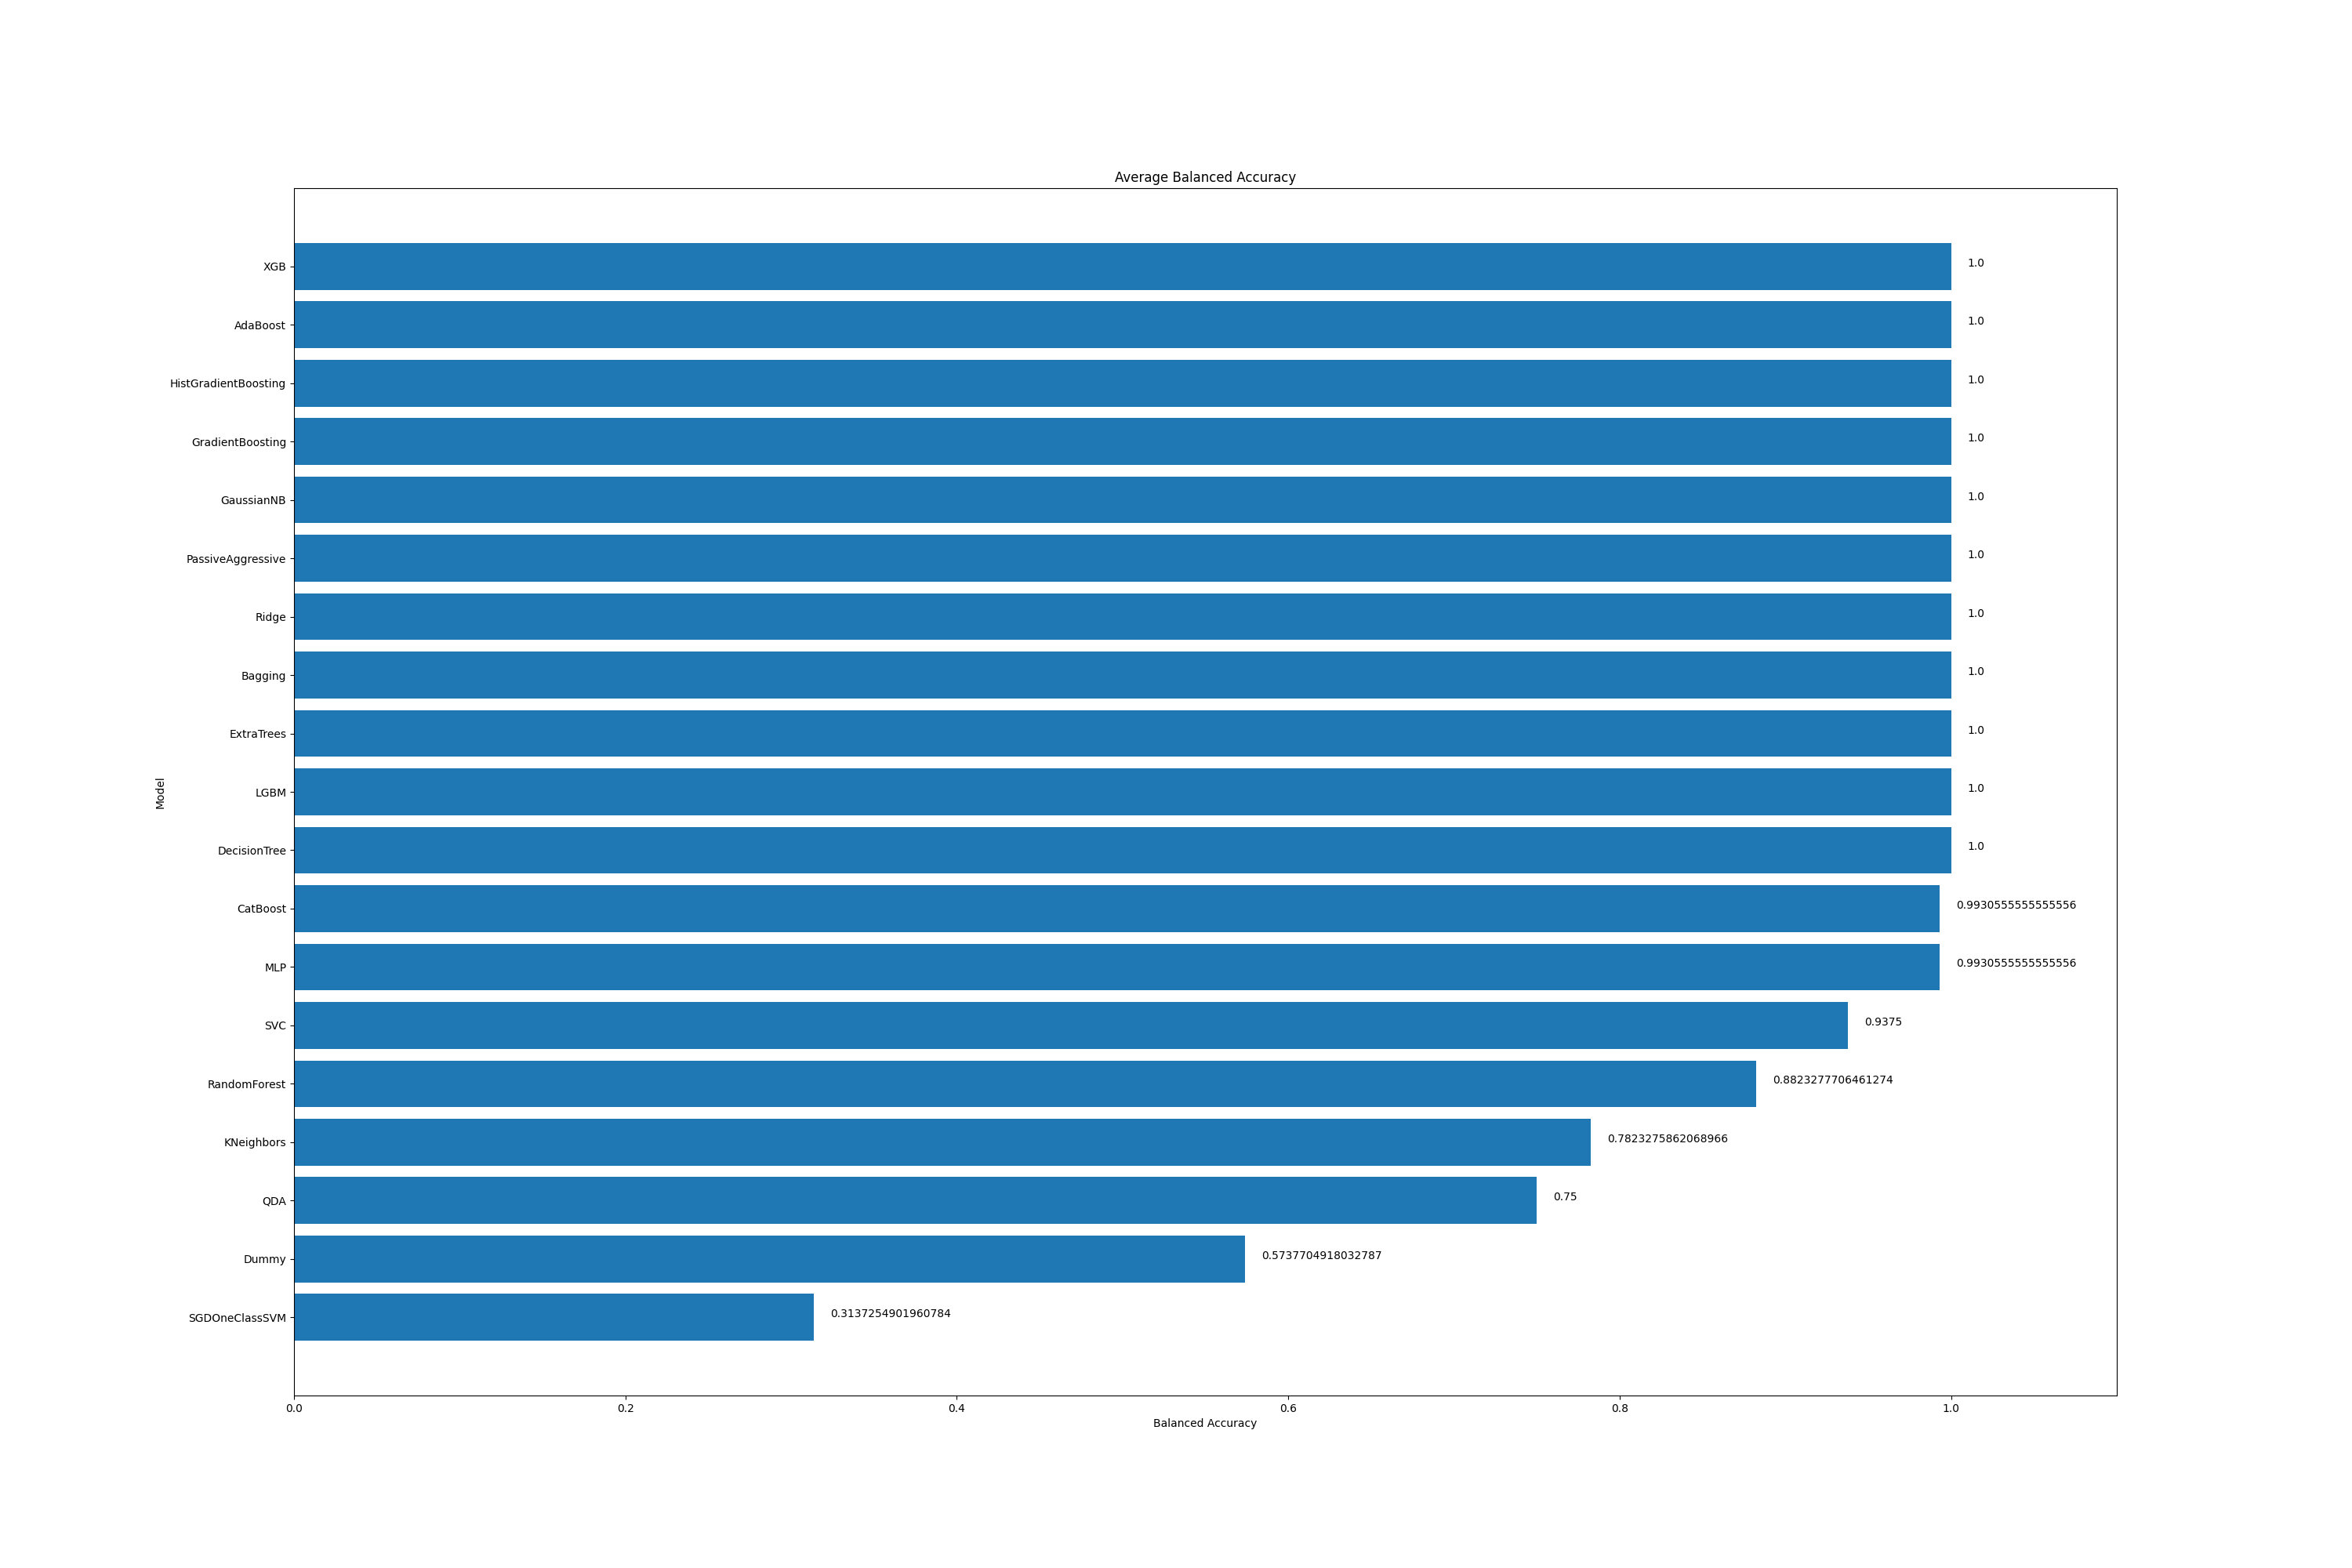 Average Balanced Accuracy
XGB 1.0
AdaBoost 1.0
HistGradientBoosting 1.0
GradientBoosting 1.0
GaussianNB 1.0
PassiveAggressive 1.0
Ridge 1.0
Bagging 1.0
ExtraTrees 1.0
LGBM 1.0
DecisionTree 1.0
CatBoost 0.9930555555555556
MLP 0.9930555555555556
SVC 0.9375
RandomForest 0.8823277706461274
KNeighbors 0.7823275862068966
QDA 0.75
Dummy 0.5737704918032787
SGDOneClassSVM 0.3137254901960784
Model
0.0 0.2 0.4 0.6 0.8 1.0
Balanced Accuracy